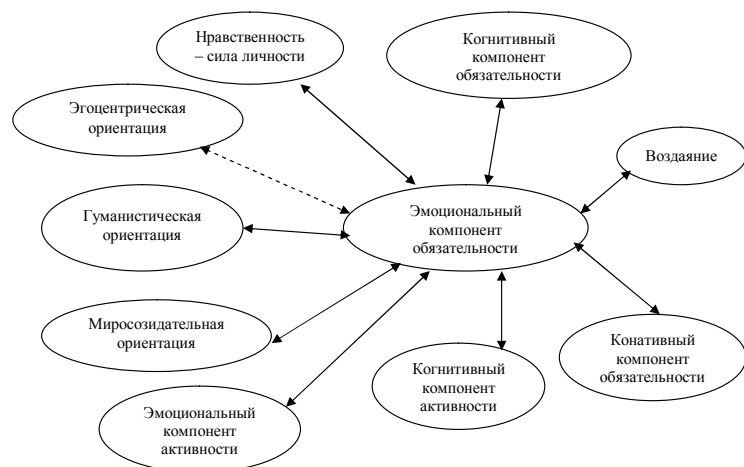 Нравственность
– сила личности
Когнитивный
компонент
обязательности
Эгоцентрическая
ориентация
Воздаяние
Гуманистическая
ориентация
Эмоциональный
компонент
обязательности
Миросозидательная
ориентация
Когнитивный
компонент
активности
Конативный
компонент
обязательности
Эмоциональный
компонент
активности